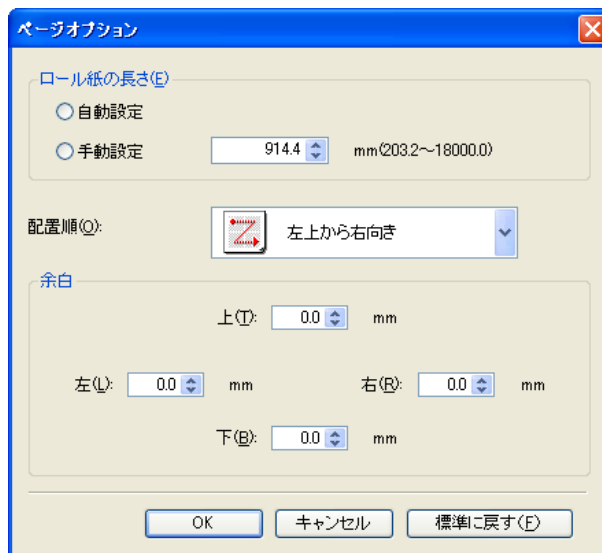 ページオプション
ロール紙の長さ(E)
自動設定
手動設定 914.4 mm(203.2～18000.0)
配置順(O): 左上から右向き
余白
上(T): 0.0 mm
左(L): 0.0 mm 右(R): 0.0 mm
下(B): 0.0 mm
OK キャンセル 標準に戻す(F)